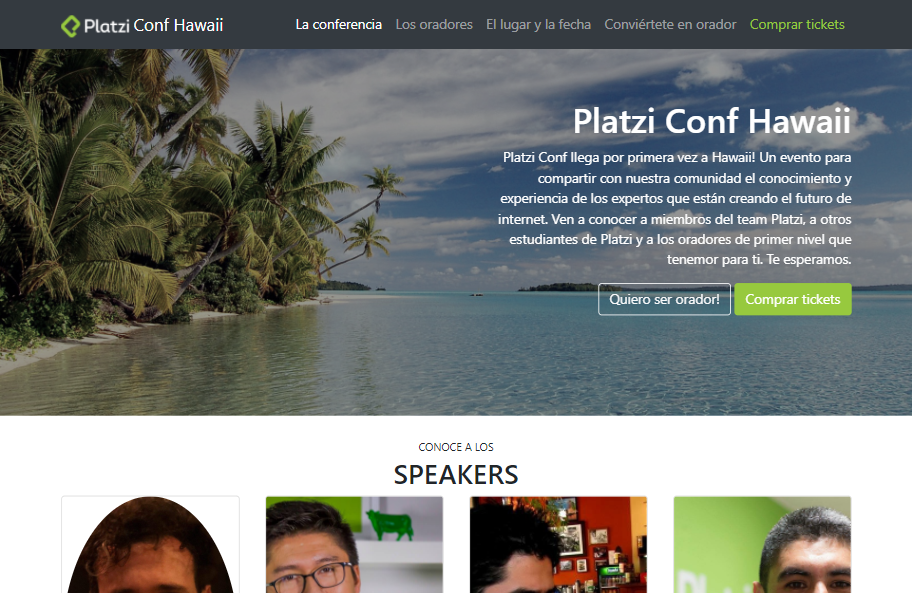 Platzi Conf Hawaii
La conferencia Los oradores El lugar y la fecha Conviértete en orador Comprar tickets
Platzi Conf Hawaii
Platzi Conf llega por primera vez a Hawaii! Un evento para
compartir con nuestra comunidad el conocimiento y
experiencia de los expertos que están creando el futuro de
internet. Ven a conocer a miembros del team Platzi, a otros
estudiantes de Platzi y a los oradores de primer nivel que
tenemor para ti. Te esperamos.
Quiero ser orador! Comprar tickets
CONOCE A LOS
SPEAKERS